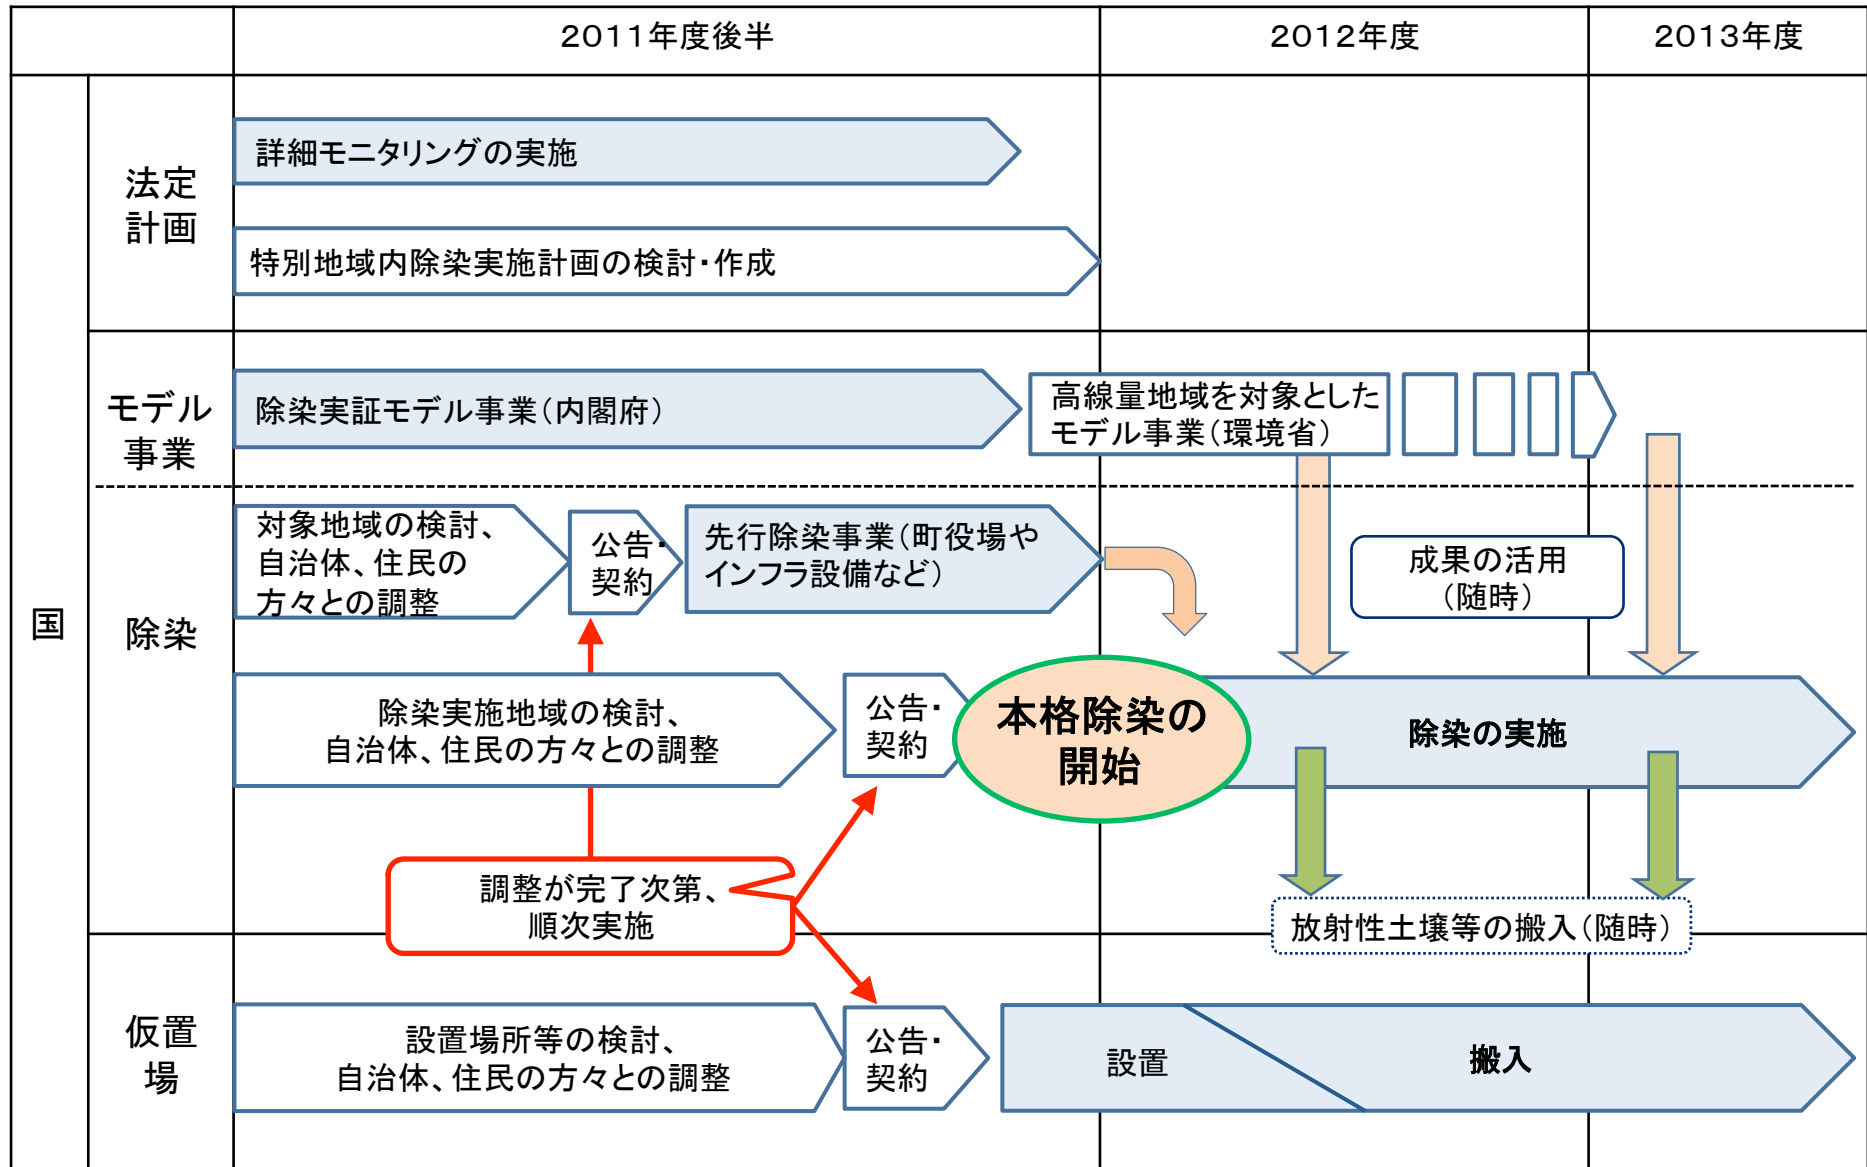 2011年度後半
2012年度
2013年度
国
法定
計画
詳細モニタリングの実施
特別地域内除染実施計画の検討・作成
モデル
事業
除染実証モデル事業(内閣府)
高線量地域を対象とした
モデル事業(環境省)
除染
対象地域の検討、
自治体、住民の
方々との調整
公告・
契約
先行除染事業(町役場や
インフラ設備など)
成果の活用
(随時)
除染実施地域の検討、
自治体、住民の方々との調整
公告・
契約
本格除染の
開始
除染の実施
調整が完了次第、
順次実施
放射性土壌等の搬入(随時)
仮置
場
設置場所等の検討、
自治体、住民の方々との調整
公告・
契約
設置
搬入